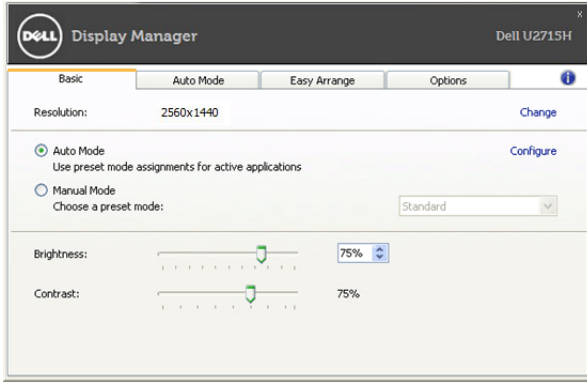 x
DELL Display Manager Dell U2715H
Basic Auto Mode Easy Arrange Options i
Resolution: 2560x1440 Change
Auto Mode Configure
Use preset mode assignments for active applications
Manual Mode
Choose a preset mode: Standard
Brightness: 75%
Contrast: 75%